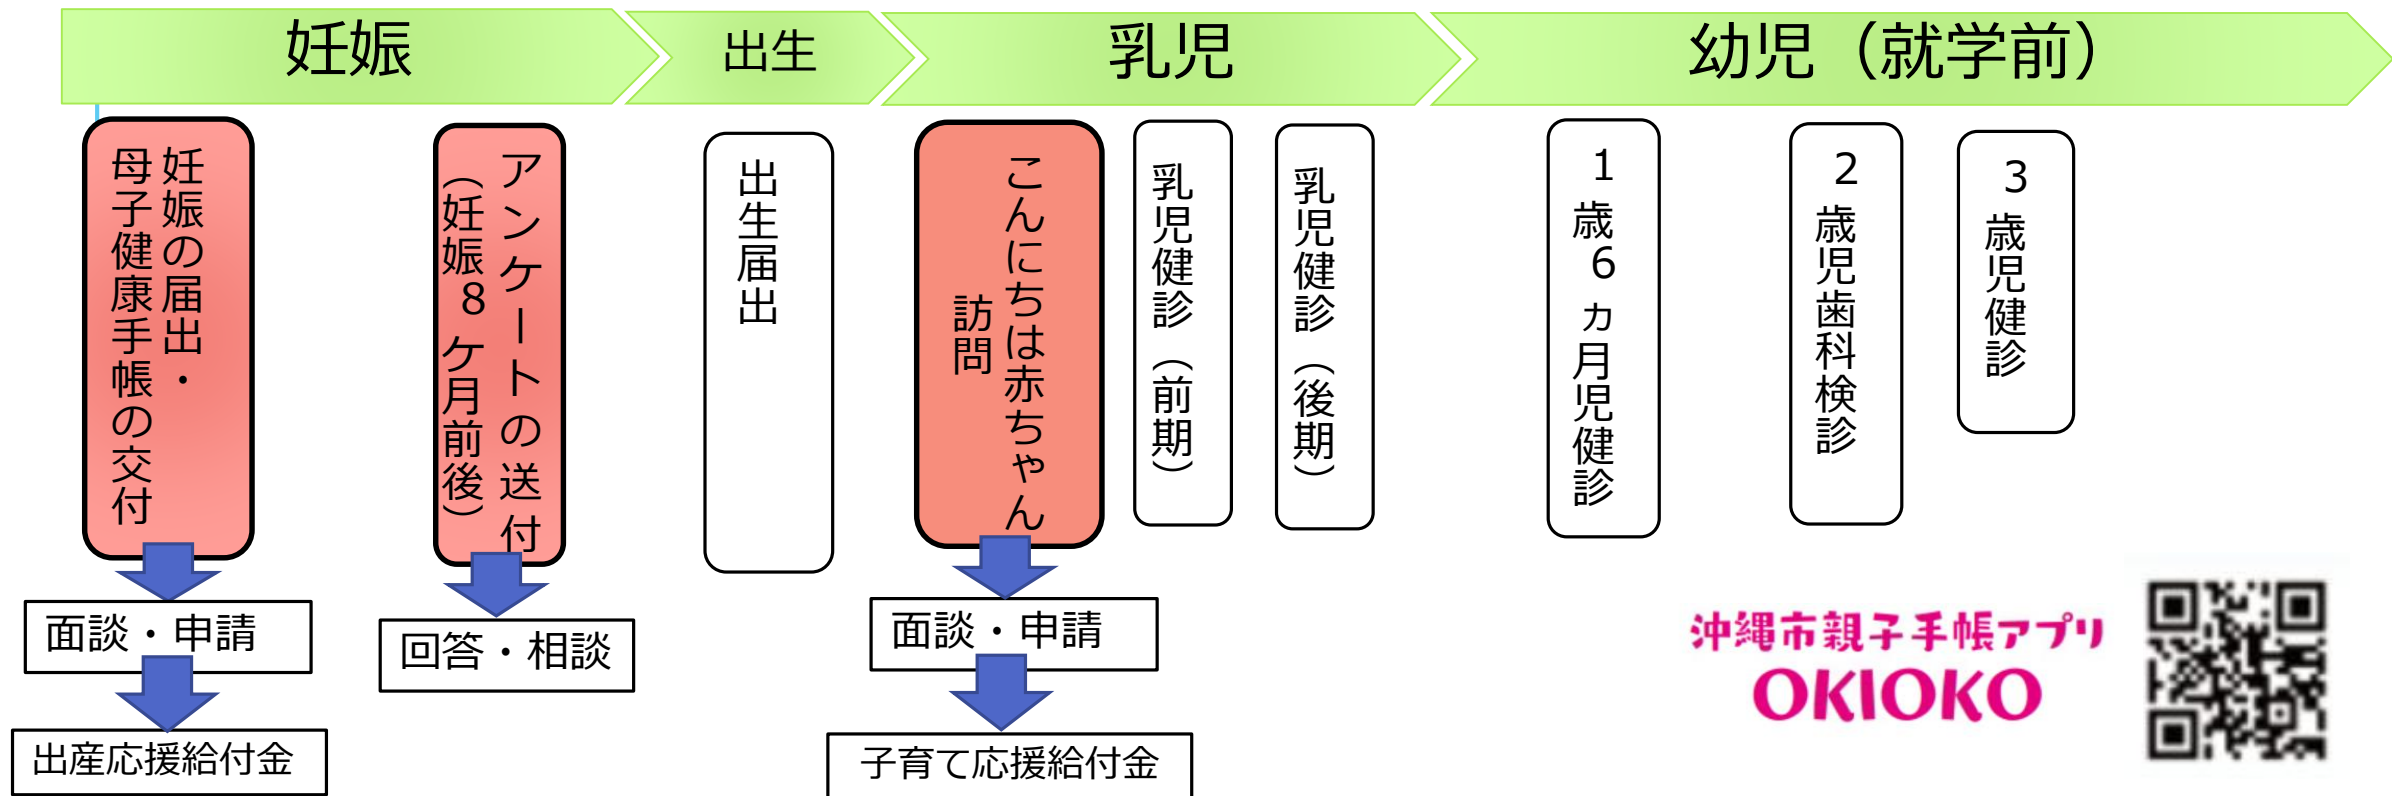 妊娠
出生
乳児
幼児（就学前）
妊娠の届出・
母子健康手帳の交付
アンケートの送付
（妊娠８ケ月前後）
出生届出
こんにちは赤ちゃん
訪問
乳児健診（前期）
乳児健診（後期）
１歳６カ月児健診
２歳児歯科検診
３歳児健診
面談・申請
回答・相談
面談・申請
出産応援給付金
子育て応援給付金
沖縄市親子手帳アプリ
OKIOKO